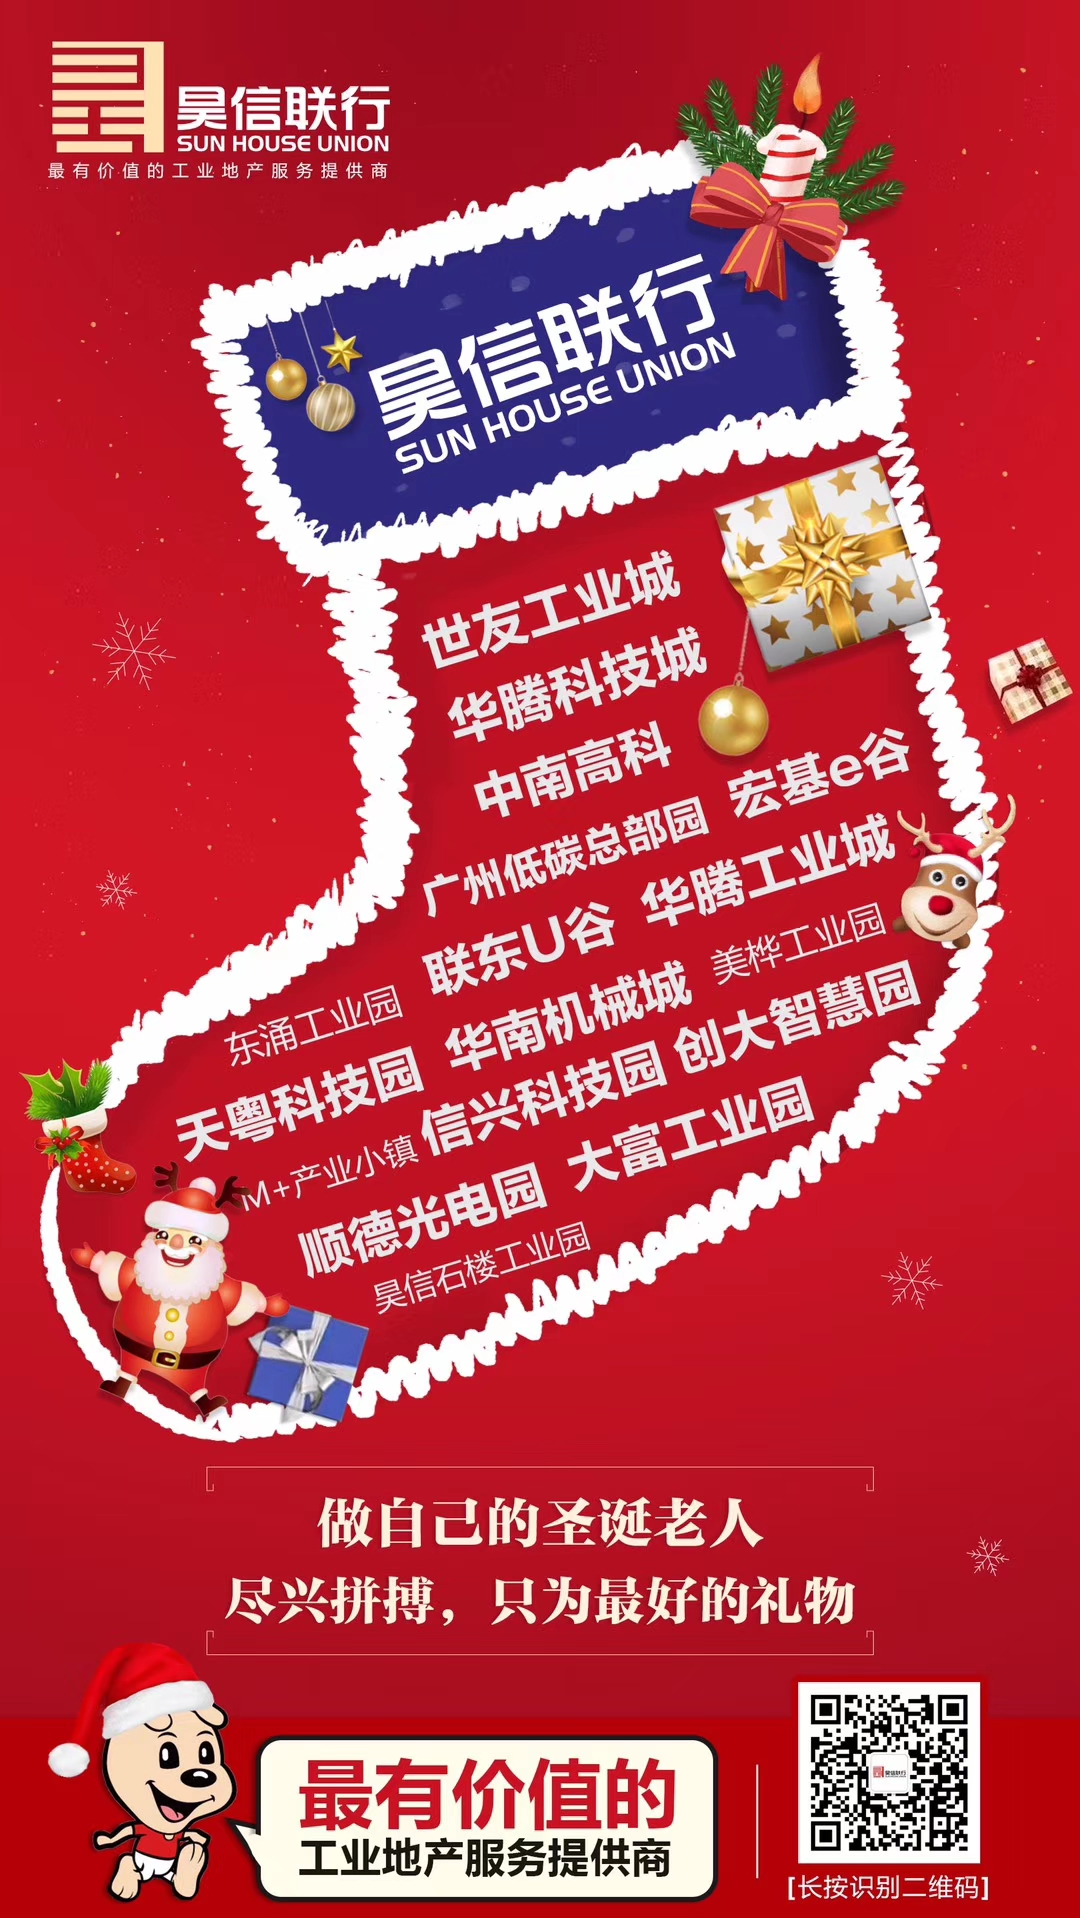 昊信联行
SUN HOUSE UNION
最有价值的工业地产服务提供商
昊信联行
SUN HOUSE UNION
世友工业城
华腾科技城
中南高科
广州低碳总部园 宏基e谷
联东U谷 华腾工业城
东涌工业园 华南机械城 美桦工业园
天粤科技园 信兴科技园 创大智慧园
M+产业小镇
顺德光电园 大富工业园
昊信石楼工业园
做自己的圣诞老人
尽兴拼搏，只为最好的礼物
最有价值的
工业地产服务提供商
昊信联行
[长按识别二维码]